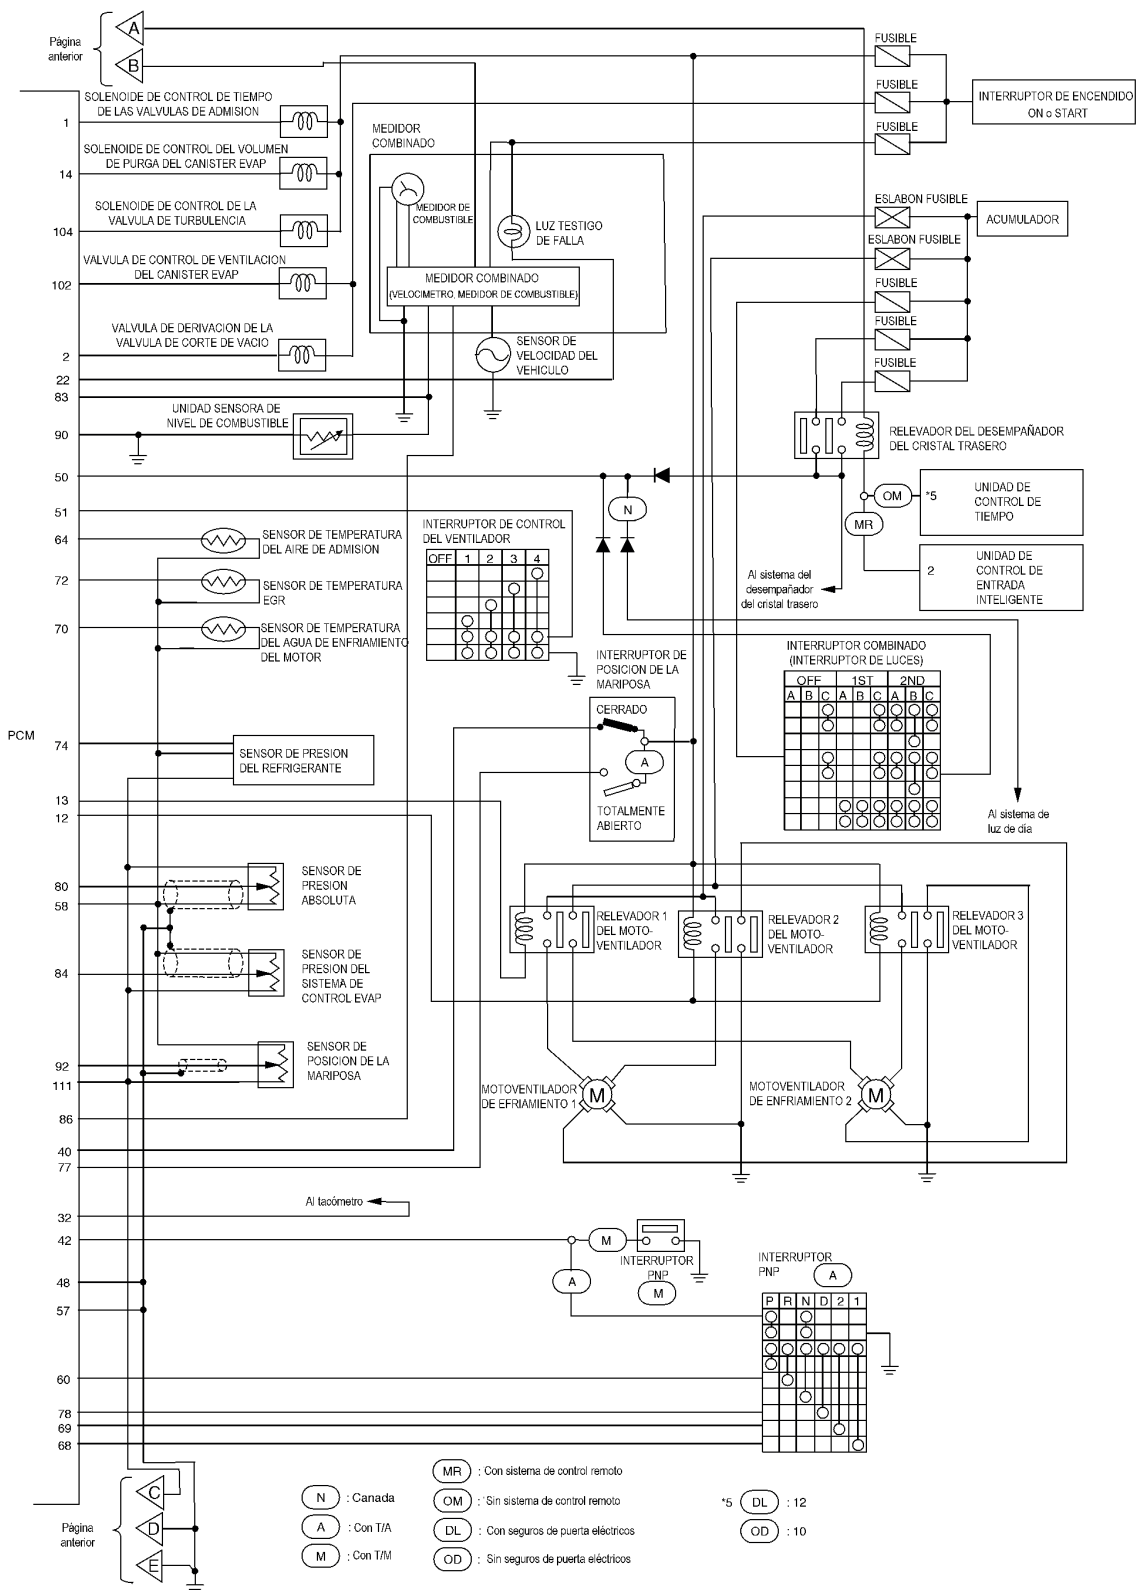 Página
anterior
A
B
FUSIBLE
FUSIBLE
FUSIBLE
INTERRUPTOR DE ENCENDIDO
ON o START
SOLENOIDE DE CONTROL DE TIEMPO
DE LAS VALVULAS DE ADMISION
1
SOLENOIDE DE CONTROL DEL VOLUMEN
DE PURGA DEL CANISTER EVAP
14
SOLENOIDE DE CONTROL DE LA
VALVULA DE TURBULENCIA
104
VALVULA DE CONTROL DE VENTILACION
DEL CANISTER EVAP
102
VALVULA DE DERIVACION DE LA
VALVULA DE CORTE DE VACIO
2
22
83
MEDIDOR
COMBINADO
MEDIDOR DE
COMBUSTIBLE
LUZ TESTIGO
DE FALLA
MEDIDOR COMBINADO
(VELOCIMETRO, MEDIDOR DE COMBUSTIBLE)
SENSOR DE
VELOCIDAD DEL
VEHICULO
ESLABON FUSIBLE
ACUMULADOR
ESLABON FUSIBLE
FUSIBLE
FUSIBLE
FUSIBLE
UNIDAD SENSORA DE
NIVEL DE COMBUSTIBLE
90
RELEVADOR DEL DESEMPAÑADOR
DEL CRISTAL TRASERO
50
51
N
OM
*5
UNIDAD DE
CONTROL DE
TIEMPO
MR
2
UNIDAD DE
CONTROL DE
ENTRADA
INTELIGENTE
Al sistema del
desempañador
del cristal trasero
64
SENSOR DE TEMPERATURA
DEL AIRE DE ADMISION
72
SENSOR DE TEMPERATURA
EGR
70
SENSOR DE TEMPERATURA
DEL AGUA DE ENFRIAMIENTO
DEL MOTOR
INTERRUPTOR DE CONTROL
DEL VENTILADOR
OFF 1 2 3 4
INTERRUPTOR DE
POSICION DE LA
MARIPOSA
CERRADO
A
TOTALMENTE
ABIERTO
INTERRUPTOR COMBINADO
(INTERRUPTOR DE LUCES)
OFF 1ST 2ND
A B C A B C A B C
Al sistema de
luz de día
PCM
74
SENSOR DE PRESION
DEL REFRIGERANTE
13
12
80
SENSOR DE
PRESION
ABSOLUTA
58
84
SENSOR DE
PRESION DEL
SISTEMA DE
CONTROL EVAP
RELEVADOR 1
DEL MOTO-
VENTILADOR
RELEVADOR 2
DEL MOTO-
VENTILADOR
RELEVADOR 3
DEL MOTO-
VENTILADOR
92
SENSOR DE
POSICION DE LA
MARIPOSA
111
MOTOVENTILADOR
DE EFRIAMIENTO 1
M
MOTOVENTILADOR
DE ENFRIAMIENTO 2
M
86
40
77
Al tacómetro
32
42
M
INTERRUPTOR
PNP
M
A
INTERRUPTOR
PNP
A
P R N D 2 1
48
57
60
78
69
68
C
D
E
Página
anterior
N : Canada
A : Con T/A
M : Con T/M
MR : Con sistema de control remoto
OM : Sin sistema de control remoto
DL : Con seguros de puerta eléctricos
OD : Sin seguros de puerta eléctricos
*5 DL : 12
OD : 10